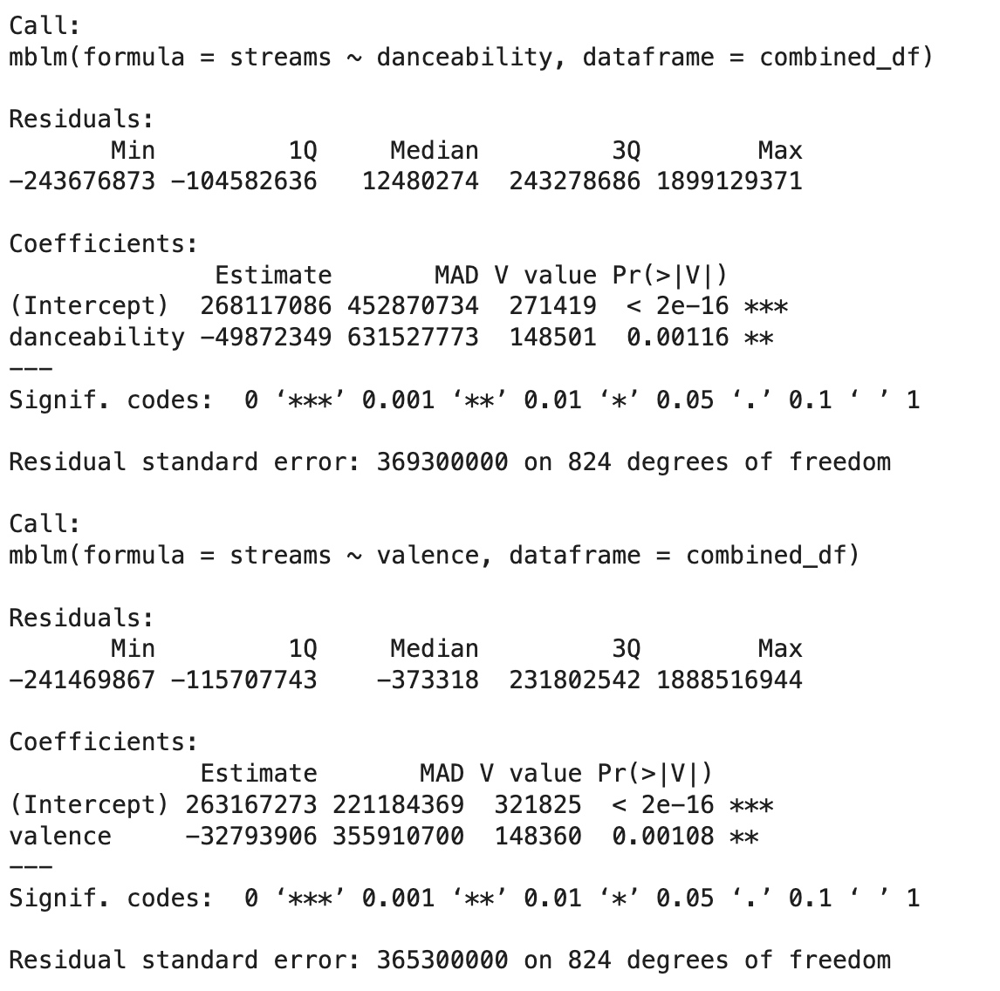 Call:
mblm(formula = streams ~ danceability, dataframe = combined_df)
Residuals:
Min 1Q Median 3Q Max
-243676873 -104582636 12480274 243278686 1899129371
Coefficients:
Estimate MAD V value Pr(>|V|)
(Intercept) 268117086 452870734 271419 < 2e-16 ***
danceability -49872349 631527773 148501 0.00116 **
---
Signif. codes: 0 ‘***’ 0.001 ‘**’ 0.01 ‘*’ 0.05 ‘.’ 0.1 ‘ ’ 1
Residual standard error: 369300000 on 824 degrees of freedom
Call:
mblm(formula = streams ~ valence, dataframe = combined_df)
Residuals:
Min 1Q Median 3Q Max
-241469867 -115707743 -373318 231802542 1888516944
Coefficients:
Estimate MAD V value Pr(>|V|)
(Intercept) 263167273 221184369 321825 < 2e-16 ***
valence -32793906 355910700 148360 0.00108 **
---
Signif. codes: 0 ‘***’ 0.001 ‘**’ 0.01 ‘*’ 0.05 ‘.’ 0.1 ‘ ’ 1
Residual standard error: 365300000 on 824 degrees of freedom